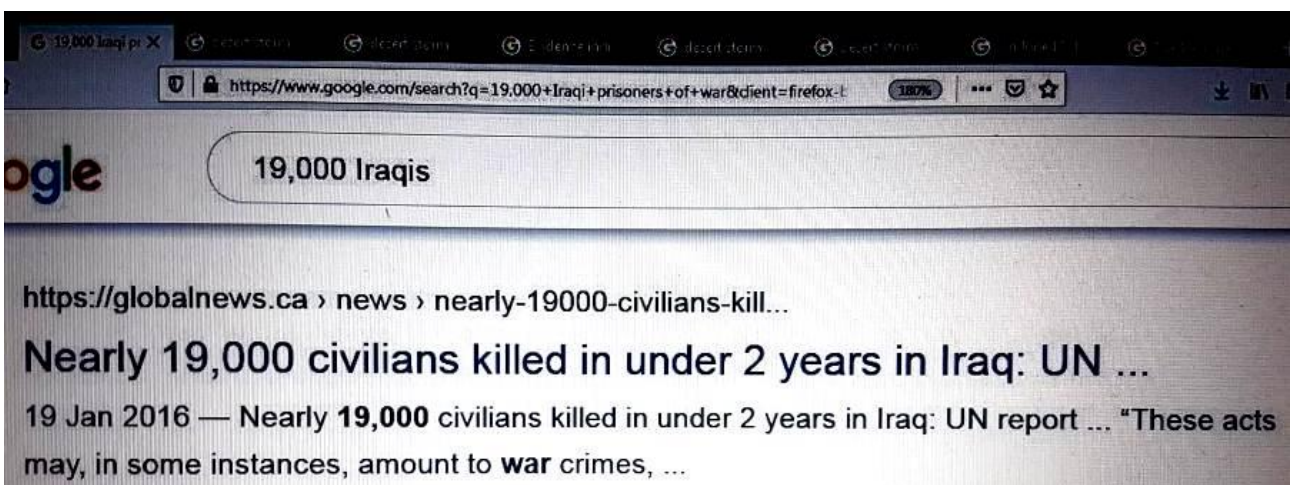 19,000 Iraqi pr
https://www.google.com/search?q=19,000+Iraqi+prisoners+of+war&client=firefox-b
180%
ogle
19,000 Iraqis
https://globalnews.ca › news › nearly-19000-civilians-kill...
Nearly 19,000 civilians killed in under 2 years in Iraq: UN ...
19 Jan 2016 — Nearly 19,000 civilians killed in under 2 years in Iraq: UN report ... “These acts
may, in some instances, amount to war crimes, ...